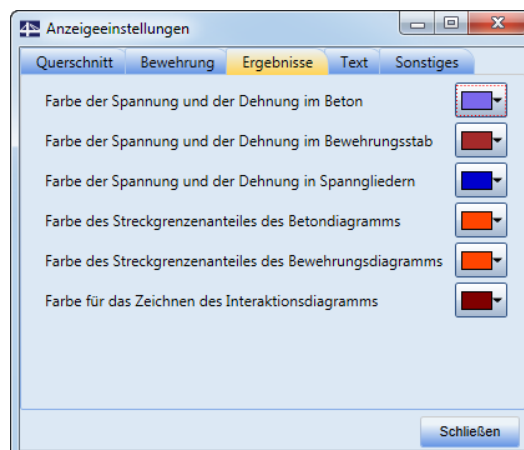 Anzeigeeinstellungen
Querschnitt Bewehrung Ergebnisse Text Sonstiges
Farbe der Spannung und der Dehnung im Beton
Farbe der Spannung und der Dehnung im Bewehrungsstab
Farbe der Spannung und der Dehnung in Spanngliedern
Farbe des Streckgrenzenanteiles des Betondiagramms
Farbe des Streckgrenzenanteiles des Bewehrungsdiagramms
Farbe für das Zeichnen des Interaktionsdiagramms
Schließen